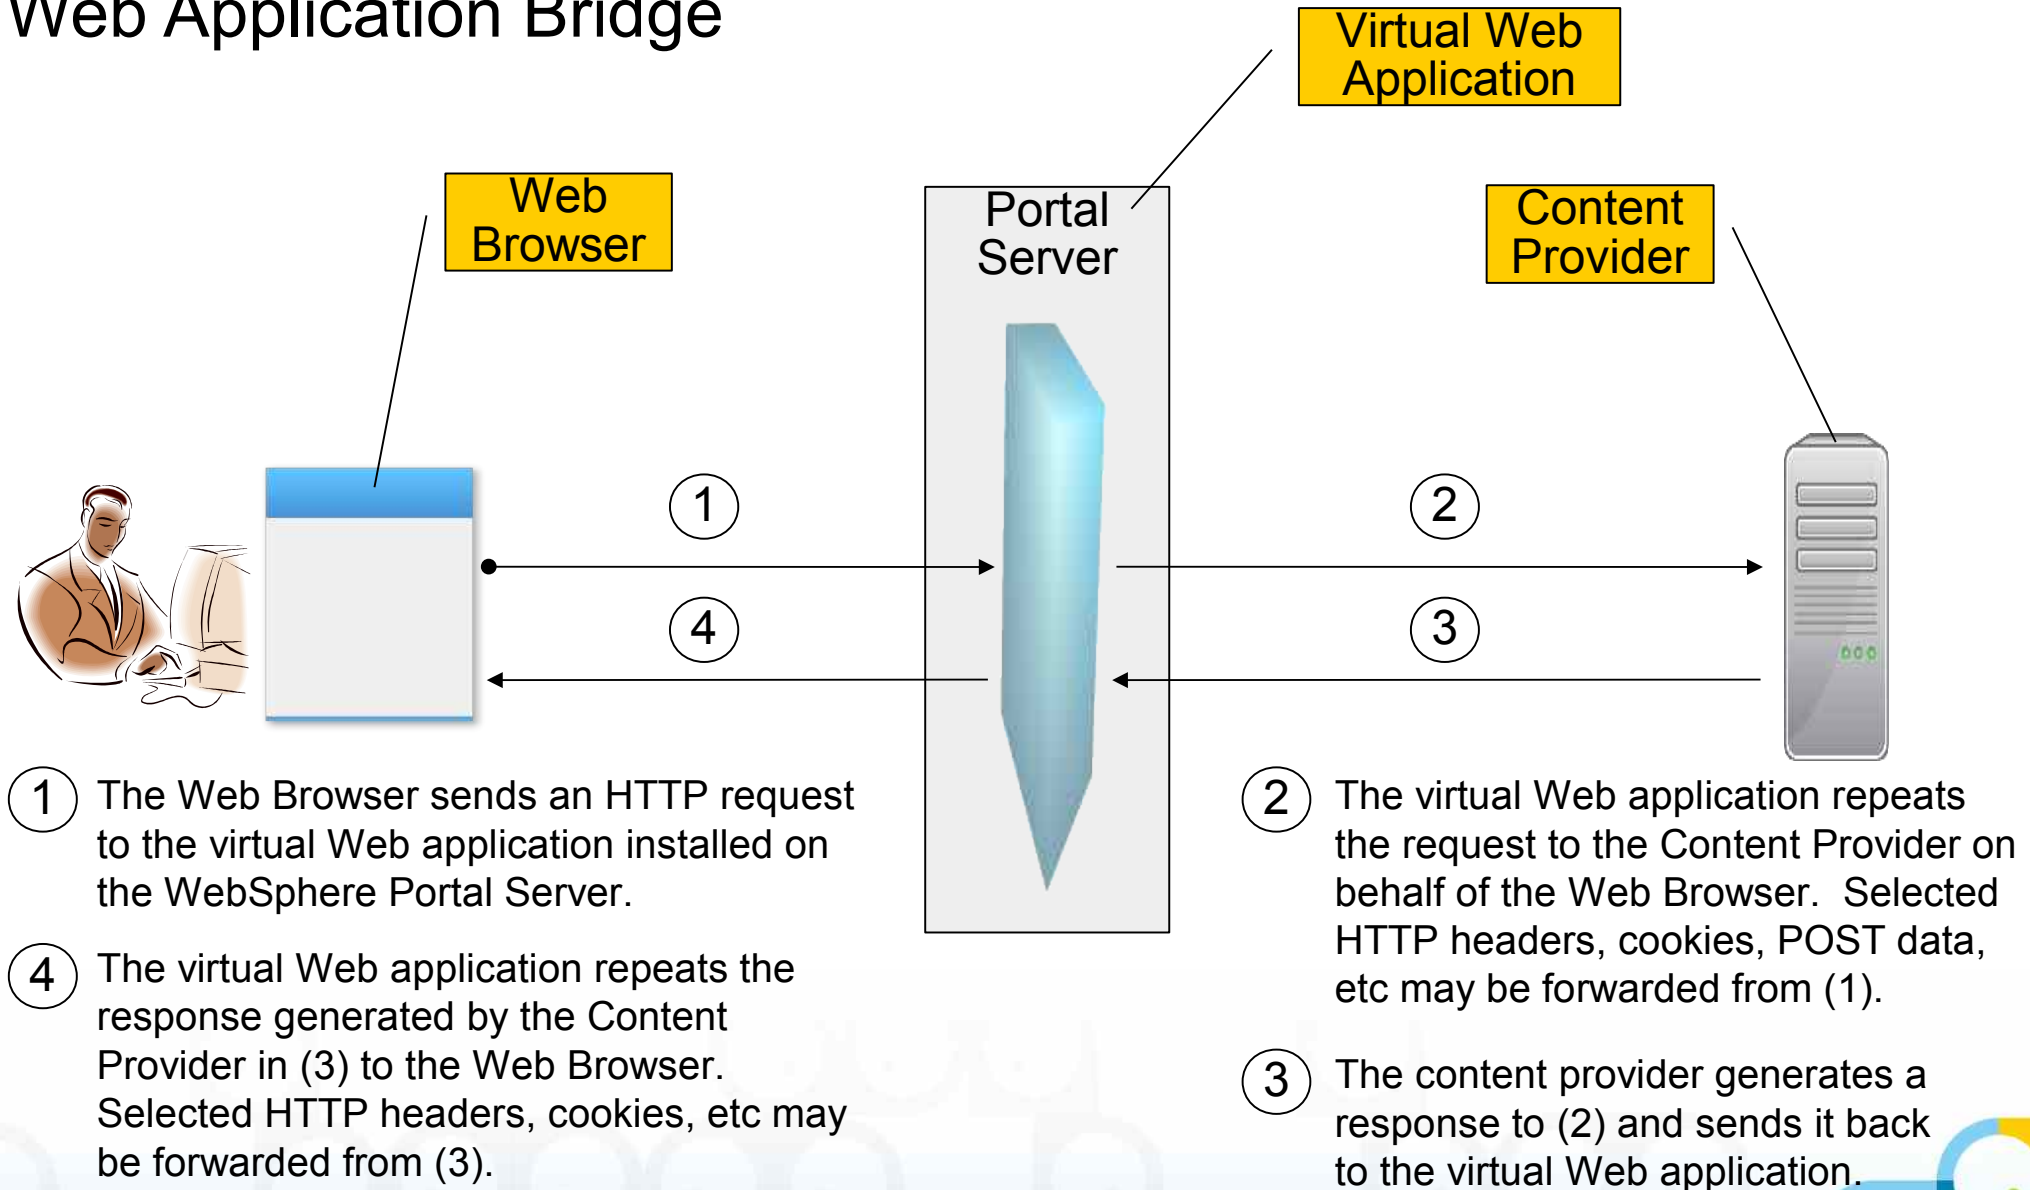 Web Application Bridge
Virtual Web
Application
Web
Browser
Portal
Server
Content
Provider
1
2
4
3
1 The Web Browser sends an HTTP request
to the virtual Web application installed on
the WebSphere Portal Server.
4 The virtual Web application repeats the
response generated by the Content
Provider in (3) to the Web Browser.
Selected HTTP headers, cookies, etc may
be forwarded from (3).
2 The virtual Web application repeats
the request to the Content Provider on
behalf of the Web Browser.  Selected
HTTP headers, cookies, POST data,
etc may be forwarded from (1).
3 The content provider generates a
response to (2) and sends it back
to the virtual Web application.